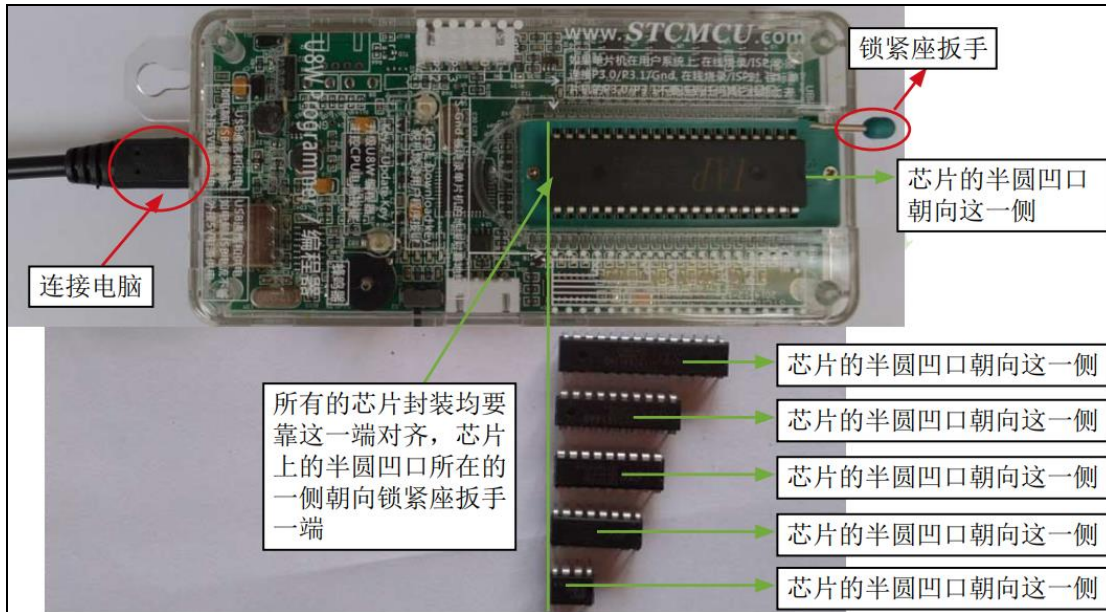 www.STCMCU.com
锁紧座扳手
U8W Programmer / 编程器
IAP
芯片的半圆凹口
朝向这一侧
连接电脑
所有的芯片封装均要
靠这一端对齐，芯片
上的半圆凹口所在的
一侧朝向锁紧座扳手
一端
芯片的半圆凹口朝向这一侧
芯片的半圆凹口朝向这一侧
芯片的半圆凹口朝向这一侧
芯片的半圆凹口朝向这一侧
芯片的半圆凹口朝向这一侧